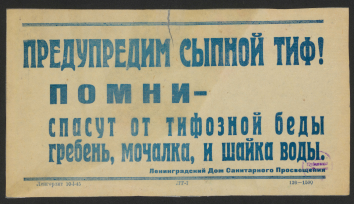 ПРЕДУПРЕДИМ СЫПНОЙ ТИФ!
ПОМНИ-
СПАСУТ ОТ ТИФОЗНОЙ БЕДЫ
ГРЕБЕНЬ, МОЧАЛКА, И ШАЙКА ВОДЫ.
Ленинградский Дом Санитарного Просвещения